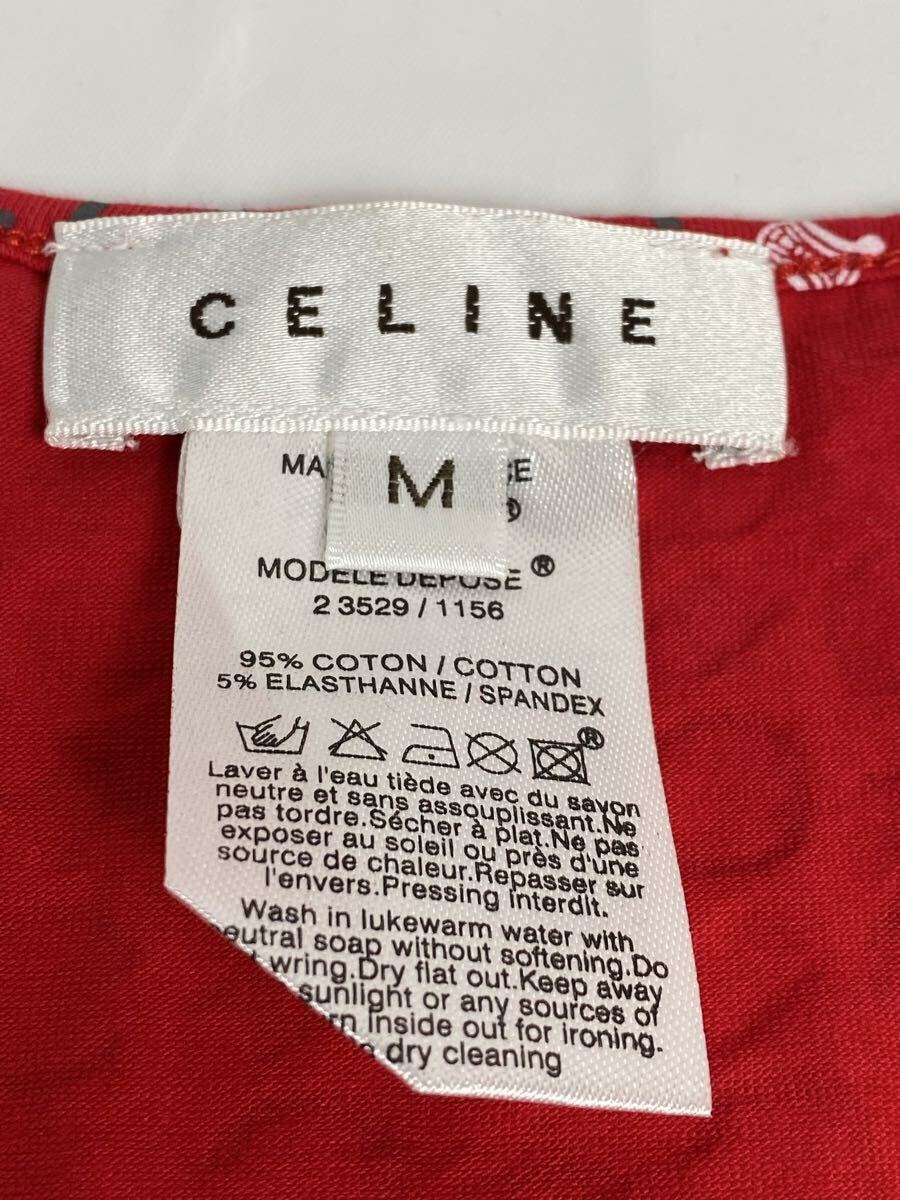 CELINE
M
MODELE DEPOSE ®
2 3529 / 1156
95% COTON / COTTON
5% ELASTHANNE / SPANDEX
®
Laver à l'eau tiède avec du savon
neutre et sans assouplissant.Ne
pas tordre.Sécher à plat.Ne pas
exposer au soleil ou près d'une
source de chaleur.Repasser sur
l'envers.Pressing interdit.
Wash in lukewarm water with
neutral soap without softening.Do
wring.Dry flat out.Keep away
sunlight or any sources of
inside out for ironing.
dry cleaning